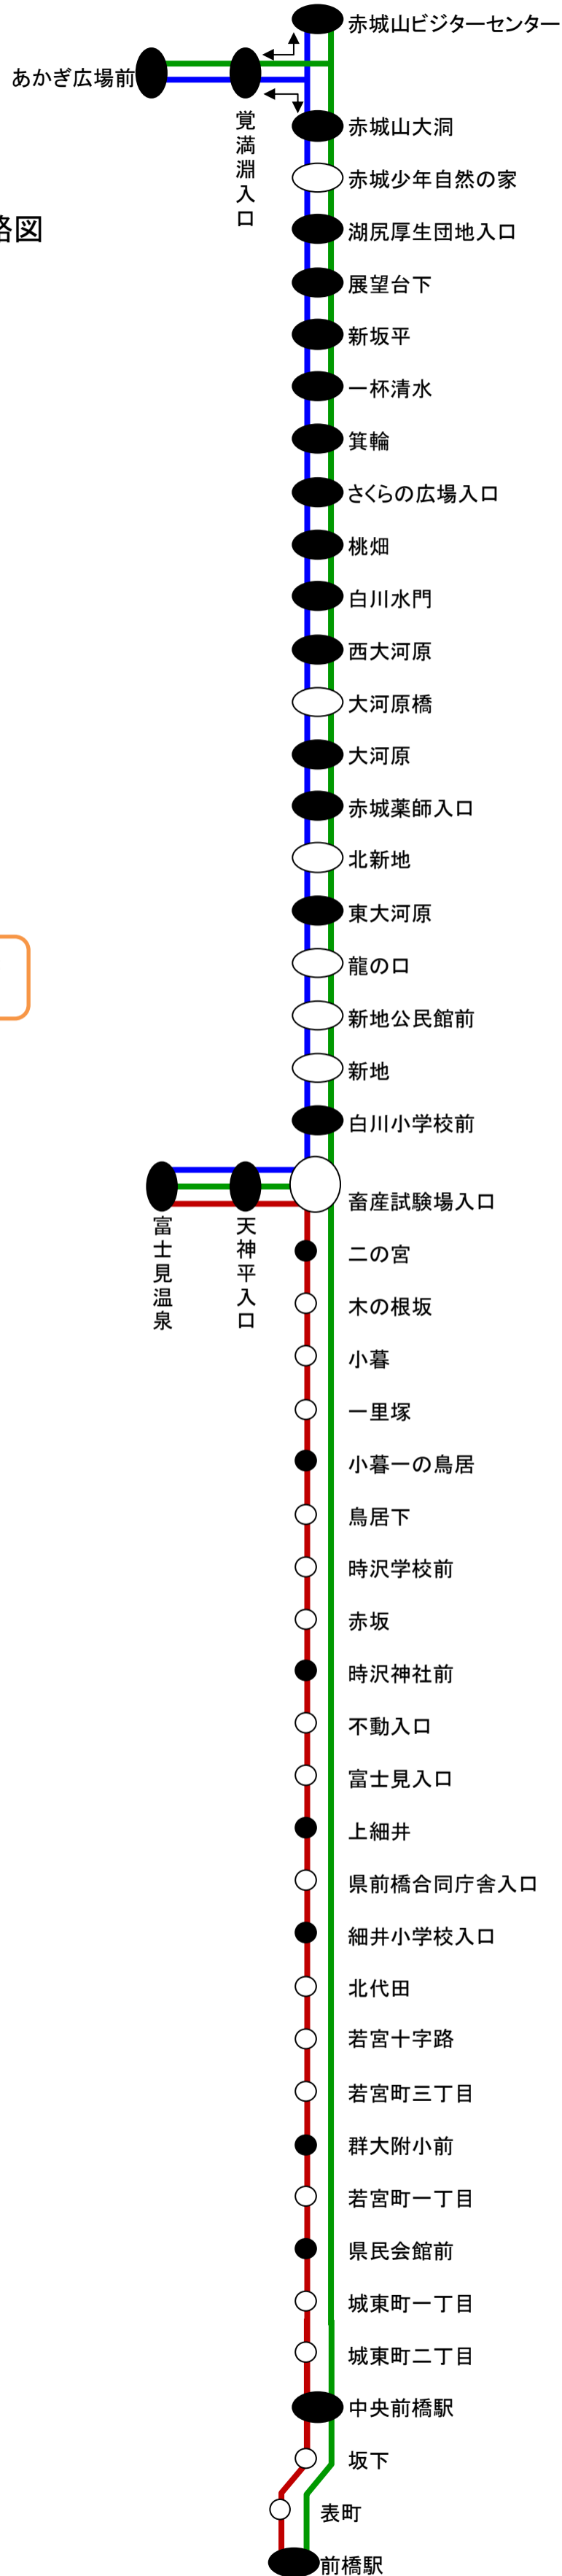 赤城山ビジターセンター
あかぎ広場前
覚満淵入口
赤城山大洞
赤城少年自然の家
略図
湖尻厚生団地入口
展望台下
新坂平
一杯清水
箕輪
さくらの広場入口
桃畑
白川水門
西大河原
大河原橋
大河原
赤城薬師入口
北新地
東大河原
龍の口
新地公民館前
新地
白川小学校前
畜産試験場入口
富士見温泉
天神平入口
二の宮
木の根坂
小暮
一里塚
小暮一の鳥居
鳥居下
時沢学校前
赤坂
時沢神社前
不動入口
富士見入口
上細井
県前橋合同庁舎入口
細井小学校入口
北代田
若宮十字路
若宮町三丁目
群大附小前
若宮町一丁目
県民会館前
城東町一丁目
城東町二丁目
中央前橋駅
坂下
表町
前橋駅